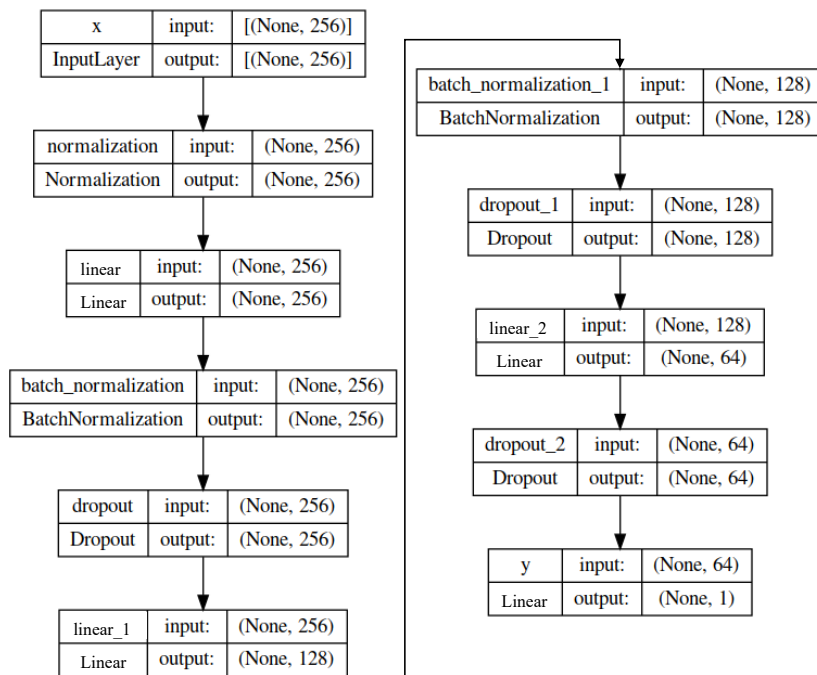 x input: [(None, 256)]
InputLayer output: [(None, 256)]
normalization input: (None, 256)
Normalization output: (None, 256)
linear input: (None, 256)
Linear output: (None, 256)
batch_normalization input: (None, 256)
BatchNormalization output: (None, 256)
dropout input: (None, 256)
Dropout output: (None, 256)
linear_1 input: (None, 256)
Linear output: (None, 128)
batch_normalization_1 input: (None, 128)
BatchNormalization output: (None, 128)
dropout_1 input: (None, 128)
Dropout output: (None, 128)
linear_2 input: (None, 128)
Linear output: (None, 64)
dropout_2 input: (None, 64)
Dropout output: (None, 64)
y input: (None, 64)
Linear output: (None, 1)